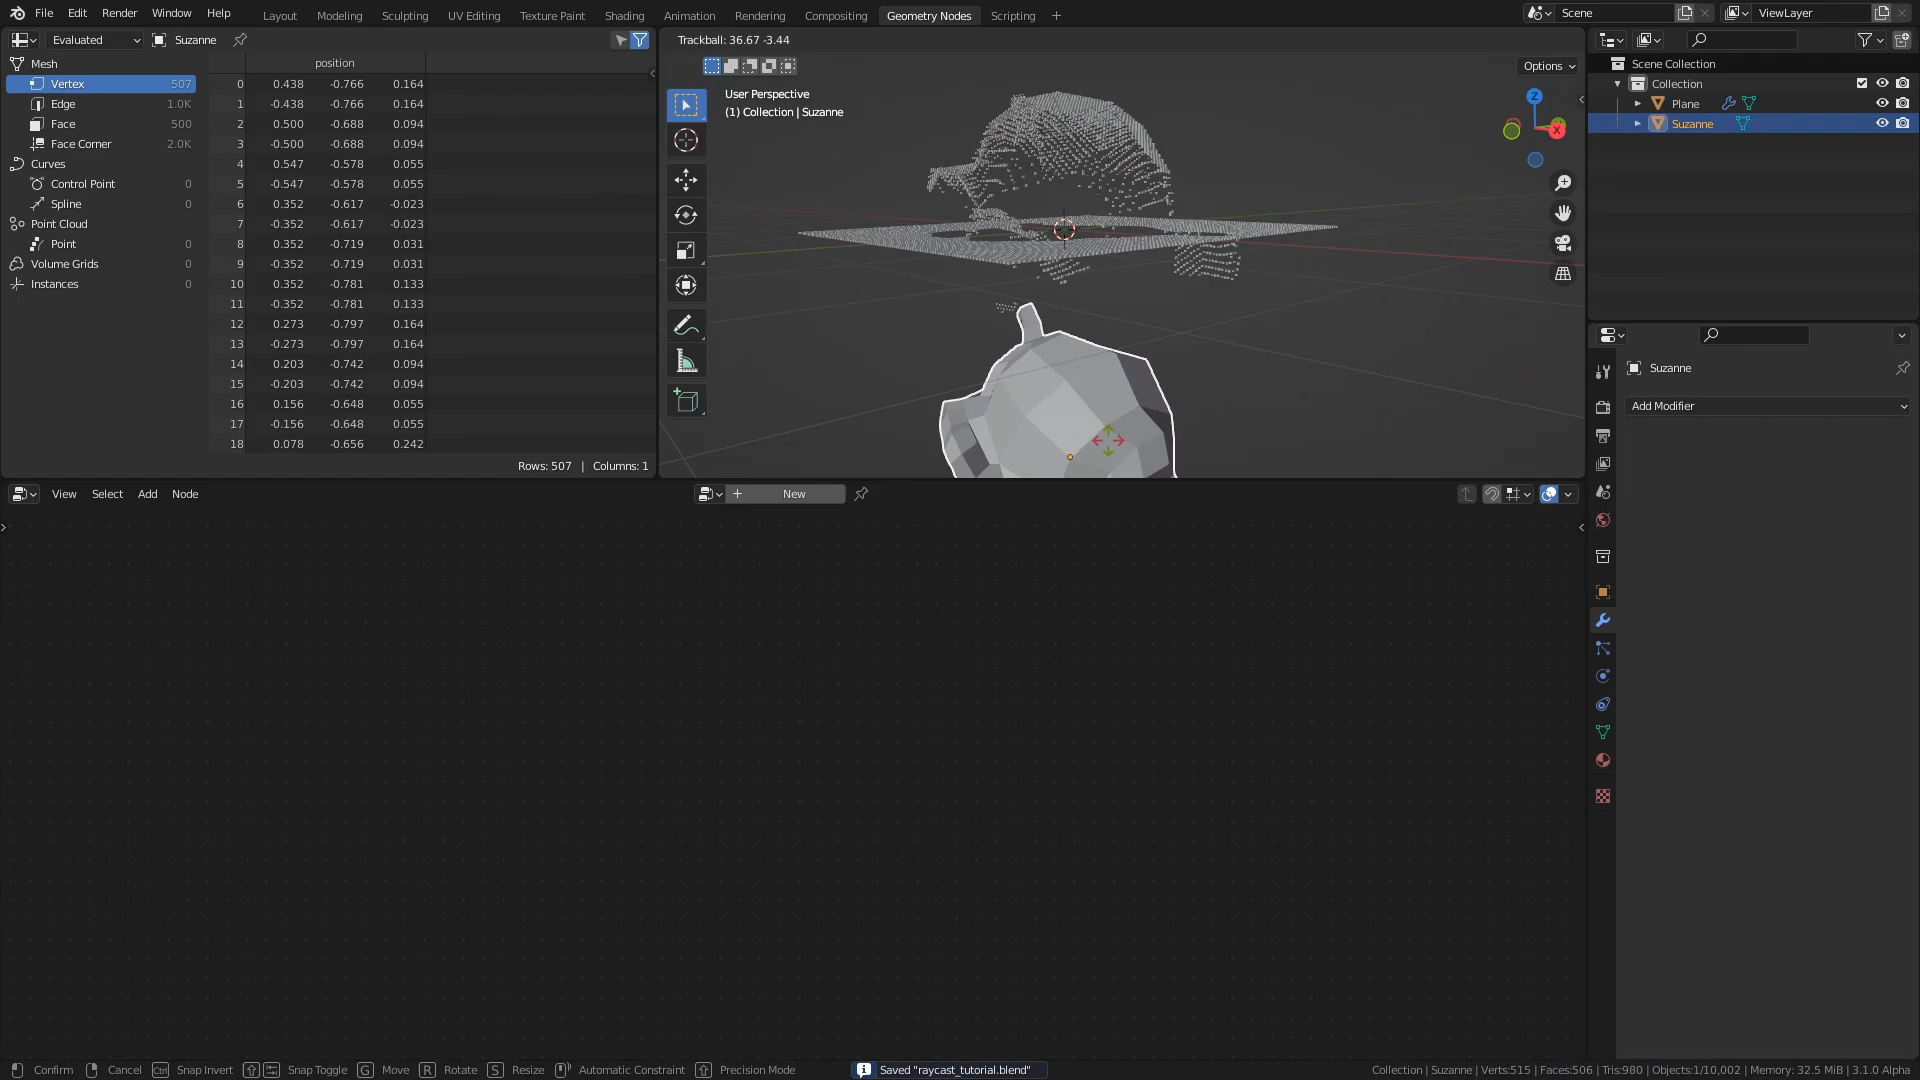 File Edit Render Window Help Layout Modeling Sculpting UV Editing Texture Paint Shading Animation Rendering Compositing Geometry Nodes Scripting + Scene ViewLayer
Evaluated Suzanne
Trackball: 36.67 -3.44
Options
User Perspective
(1) Collection | Suzanne
Mesh
Vertex 507
Edge 1.0K
Face 500
Face Corner 2.0K
Curves
Control Point 0
Spline 0
Point Cloud
Point 0
Volume Grids 0
Instances 0
position
0 0.438 -0.766 0.164
1 -0.438 -0.766 0.164
2 0.500 -0.688 0.094
3 -0.500 -0.688 0.094
4 0.547 -0.578 0.055
5 -0.547 -0.578 0.055
6 0.352 -0.617 -0.023
7 -0.352 -0.617 -0.023
8 0.352 -0.719 0.031
9 -0.352 -0.719 0.031
10 0.352 -0.781 0.133
11 -0.352 -0.781 0.133
12 0.273 -0.797 0.164
13 -0.273 -0.797 0.164
14 0.203 -0.742 0.094
15 -0.203 -0.742 0.094
16 0.156 -0.648 0.055
17 -0.156 -0.648 0.055
18 0.078 -0.656 0.242
Rows: 507 | Columns: 1
Z
X
Scene Collection
Collection
Plane
Suzanne
Suzanne
Add Modifier
View Select Add Node
+ New
Confirm Cancel Ctrl Snap Invert Snap Toggle G Move R Rotate S Resize Automatic Constraint Precision Mode
Saved "raycast_tutorial.blend"
Collection | Suzanne | Verts:515 | Faces:506 | Tris:980 | Objects:1/10,002 | Memory: 32.5 MiB | 3.1.0 Alpha